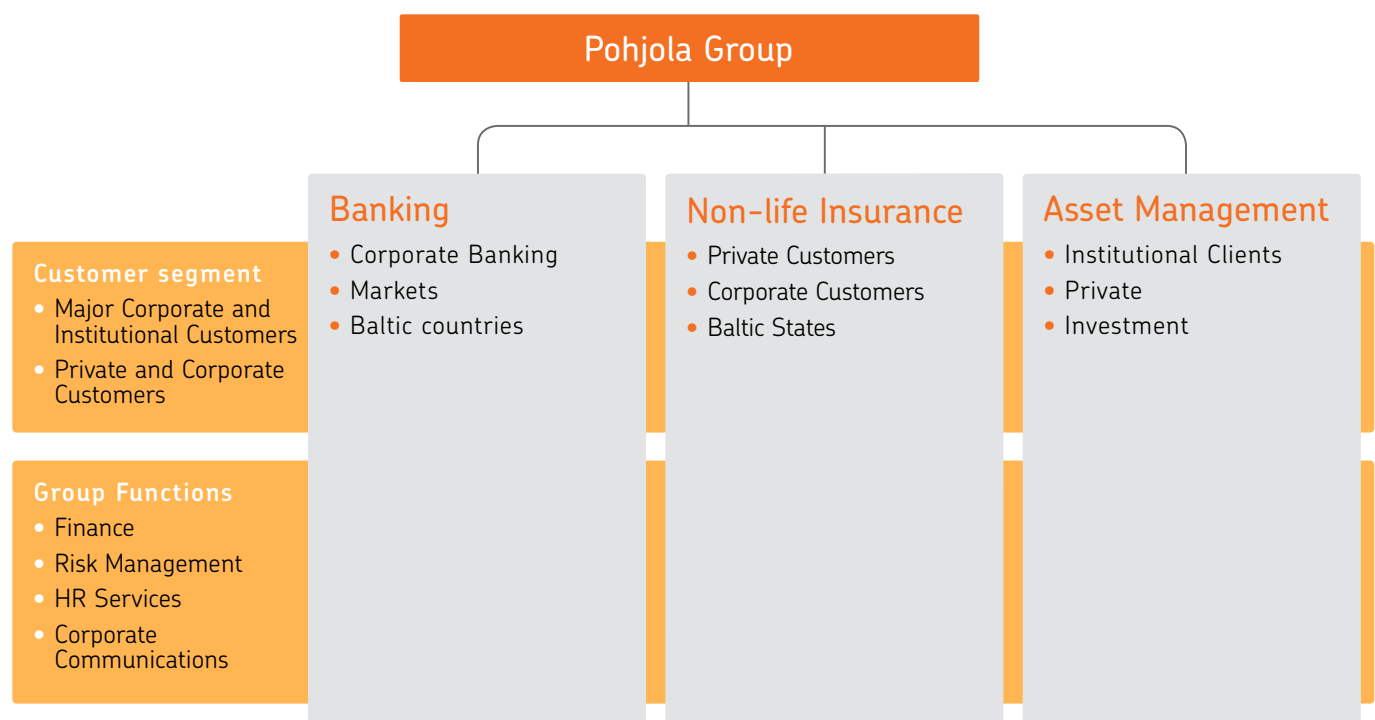 Pohjola Group
Banking
• Corporate Banking
• Markets
• Baltic countries
Non-life Insurance
• Private Customers
• Corporate Customers
• Baltic States
Asset Management
• Institutional Clients
• Private
• Investment
Customer segment
• Major Corporate and
Institutional Customers
• Private and Corporate
Customers
Group Functions
• Finance
• Risk Management
• HR Services
• Corporate
Communications